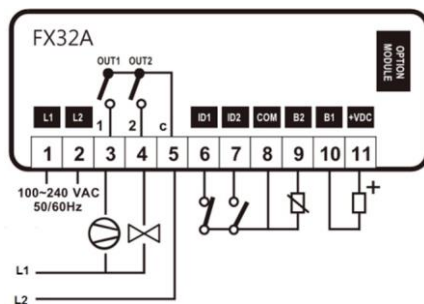 FX32A
OPTION MODULE
OUT1 OUT2
1 2 c
L1 L2 ID1 ID2 COM B2 B1 +VDC
1 2 3 4 5 6 7 8 9 10 11
100~240 VAC
50/60Hz
+
L1
L2